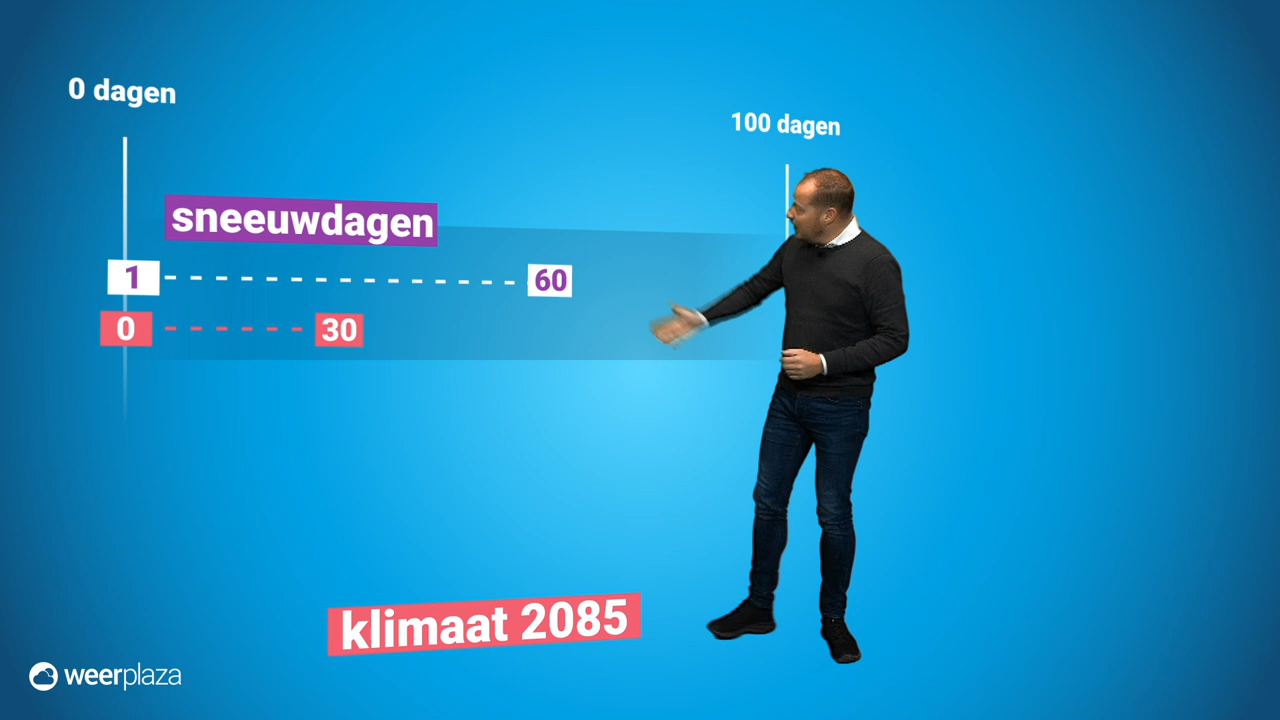 0 dagen
100 dagen
sneeuwdagen
1
60
0
30
klimaat 2085
weerplaza